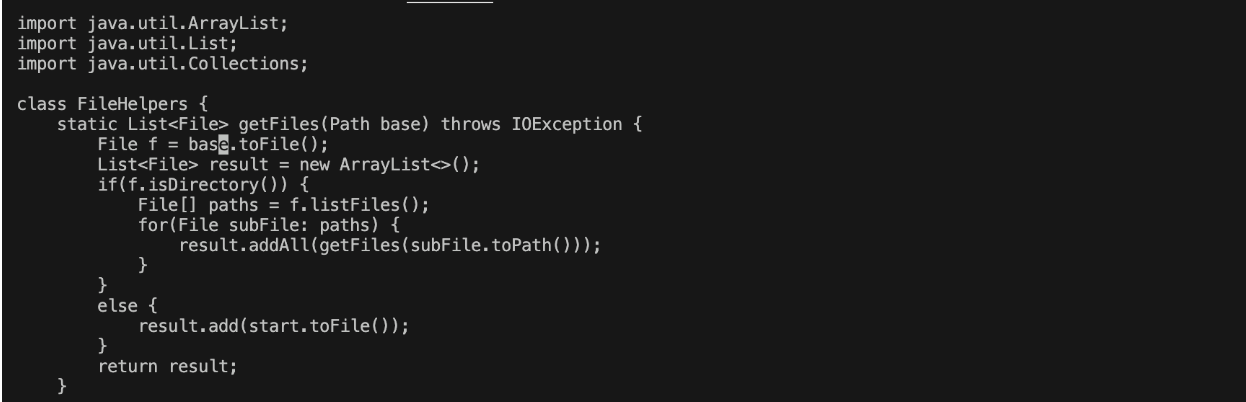 import java.util.ArrayList;
import java.util.List;
import java.util.Collections;

class FileHelpers {
    static List<File> getFiles(Path base) throws IOException {
        File f = base.toFile();
        List<File> result = new ArrayList<>();
        if(f.isDirectory()) {
            File[] paths = f.listFiles();
            for(File subFile: paths) {
                result.addAll(getFiles(subFile.toPath()));
            }
        }
        else {
            result.add(start.toFile());
        }
        return result;
    }